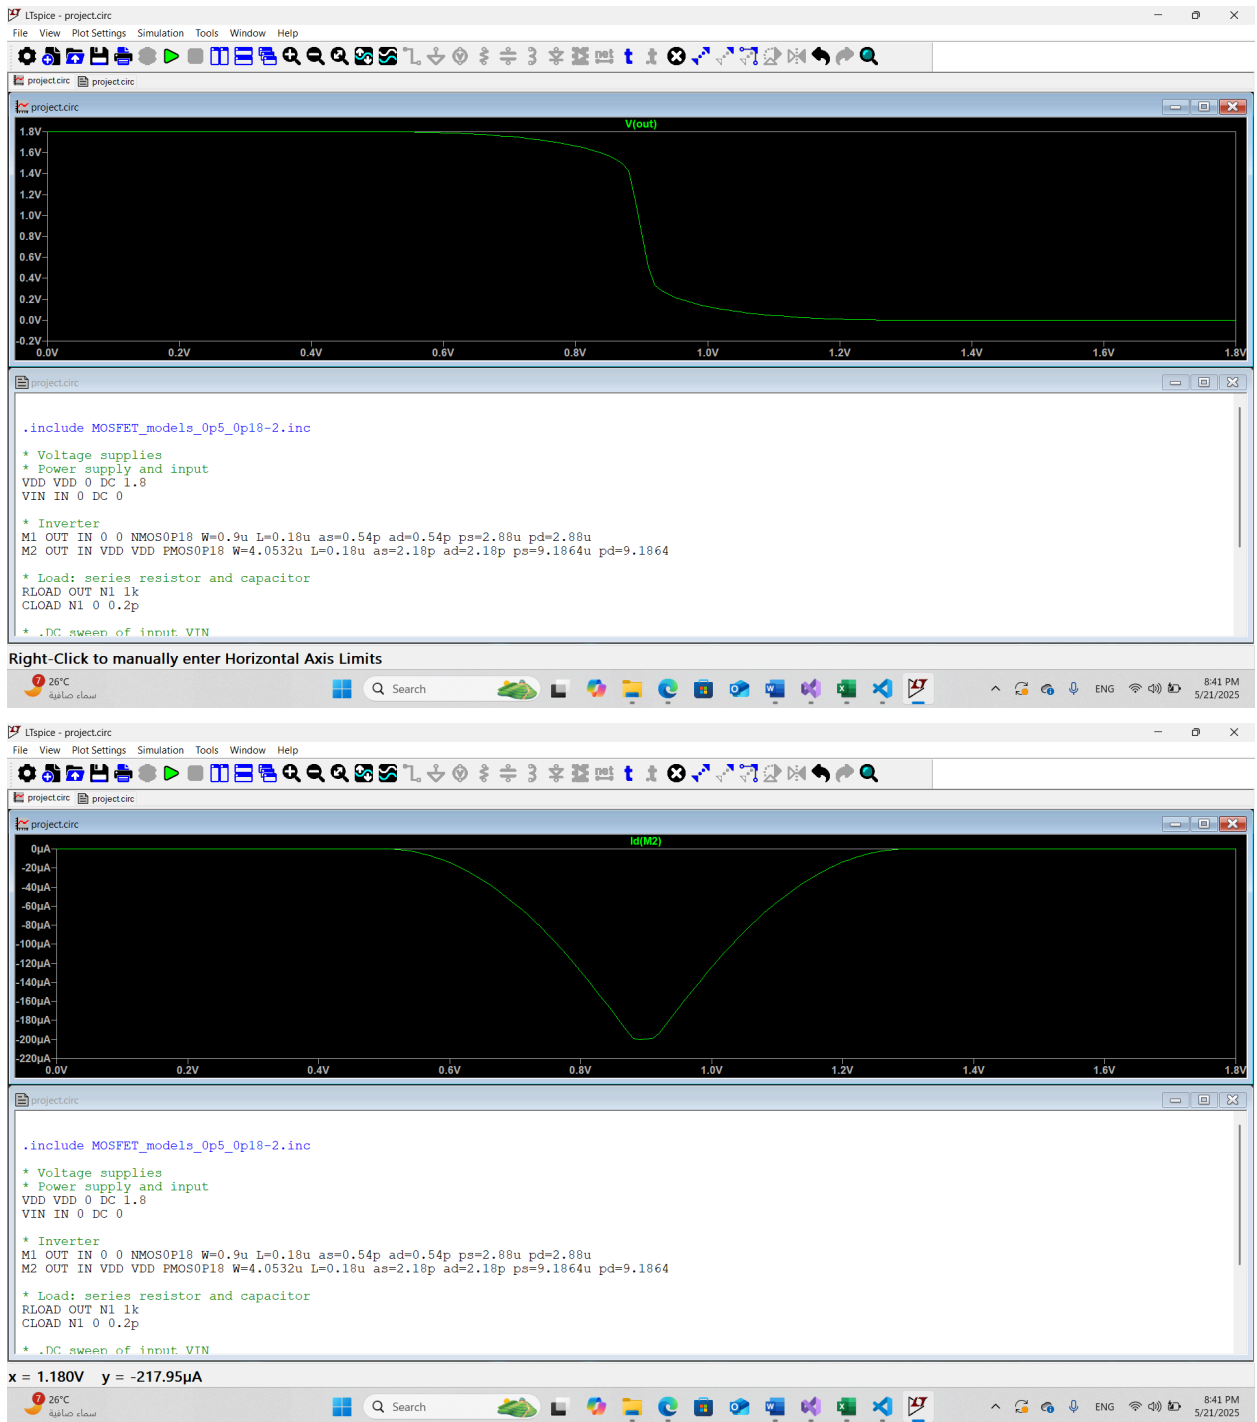 LTspice - project.circ
File View Plot Settings Simulation Tools Window Help
project.circ project.circ
project.circ
V(out)
1.8V
1.6V
1.4V
1.2V
1.0V
0.8V
0.6V
0.4V
0.2V
0.0V
-0.2V
0.0V 0.2V 0.4V 0.6V 0.8V 1.0V 1.2V 1.4V 1.6V 1.8V
project.circ
.include MOSFET_models_0p5_0p18-2.inc
* Voltage supplies
* Power supply and input
VDD VDD 0 DC 1.8
VIN IN 0 DC 0
* Inverter
M1 OUT IN 0 0 NMOS0P18 W=0.9u L=0.18u as=0.54p ad=0.54p ps=2.88u pd=2.88u
M2 OUT IN VDD VDD PMOS0P18 W=4.0532u L=0.18u as=2.18p ad=2.18p ps=9.1864u pd=9.1864
* Load: series resistor and capacitor
RLOAD OUT N1 1k
CLOAD N1 0 0.2p
* .DC sweep of input VIN
Right-Click to manually enter Horizontal Axis Limits
7 26°C
سماء صافية
Search
ENG
8:41 PM
5/21/2025
LTspice - project.circ
File View Plot Settings Simulation Tools Window Help
project.circ project.circ
project.circ
Id(M2)
0µA
-20µA
-40µA
-60µA
-80µA
-100µA
-120µA
-140µA
-160µA
-180µA
-200µA
-220µA
0.0V 0.2V 0.4V 0.6V 0.8V 1.0V 1.2V 1.4V 1.6V 1.8V
project.circ
.include MOSFET_models_0p5_0p18-2.inc
* Voltage supplies
* Power supply and input
VDD VDD 0 DC 1.8
VIN IN 0 DC 0
* Inverter
M1 OUT IN 0 0 NMOS0P18 W=0.9u L=0.18u as=0.54p ad=0.54p ps=2.88u pd=2.88u
M2 OUT IN VDD VDD PMOS0P18 W=4.0532u L=0.18u as=2.18p ad=2.18p ps=9.1864u pd=9.1864
* Load: series resistor and capacitor
RLOAD OUT N1 1k
CLOAD N1 0 0.2p
* .DC sweep of input VIN
x = 1.180V y = -217.95µA
7 26°C
سماء صافية
Search
ENG
8:41 PM
5/21/2025